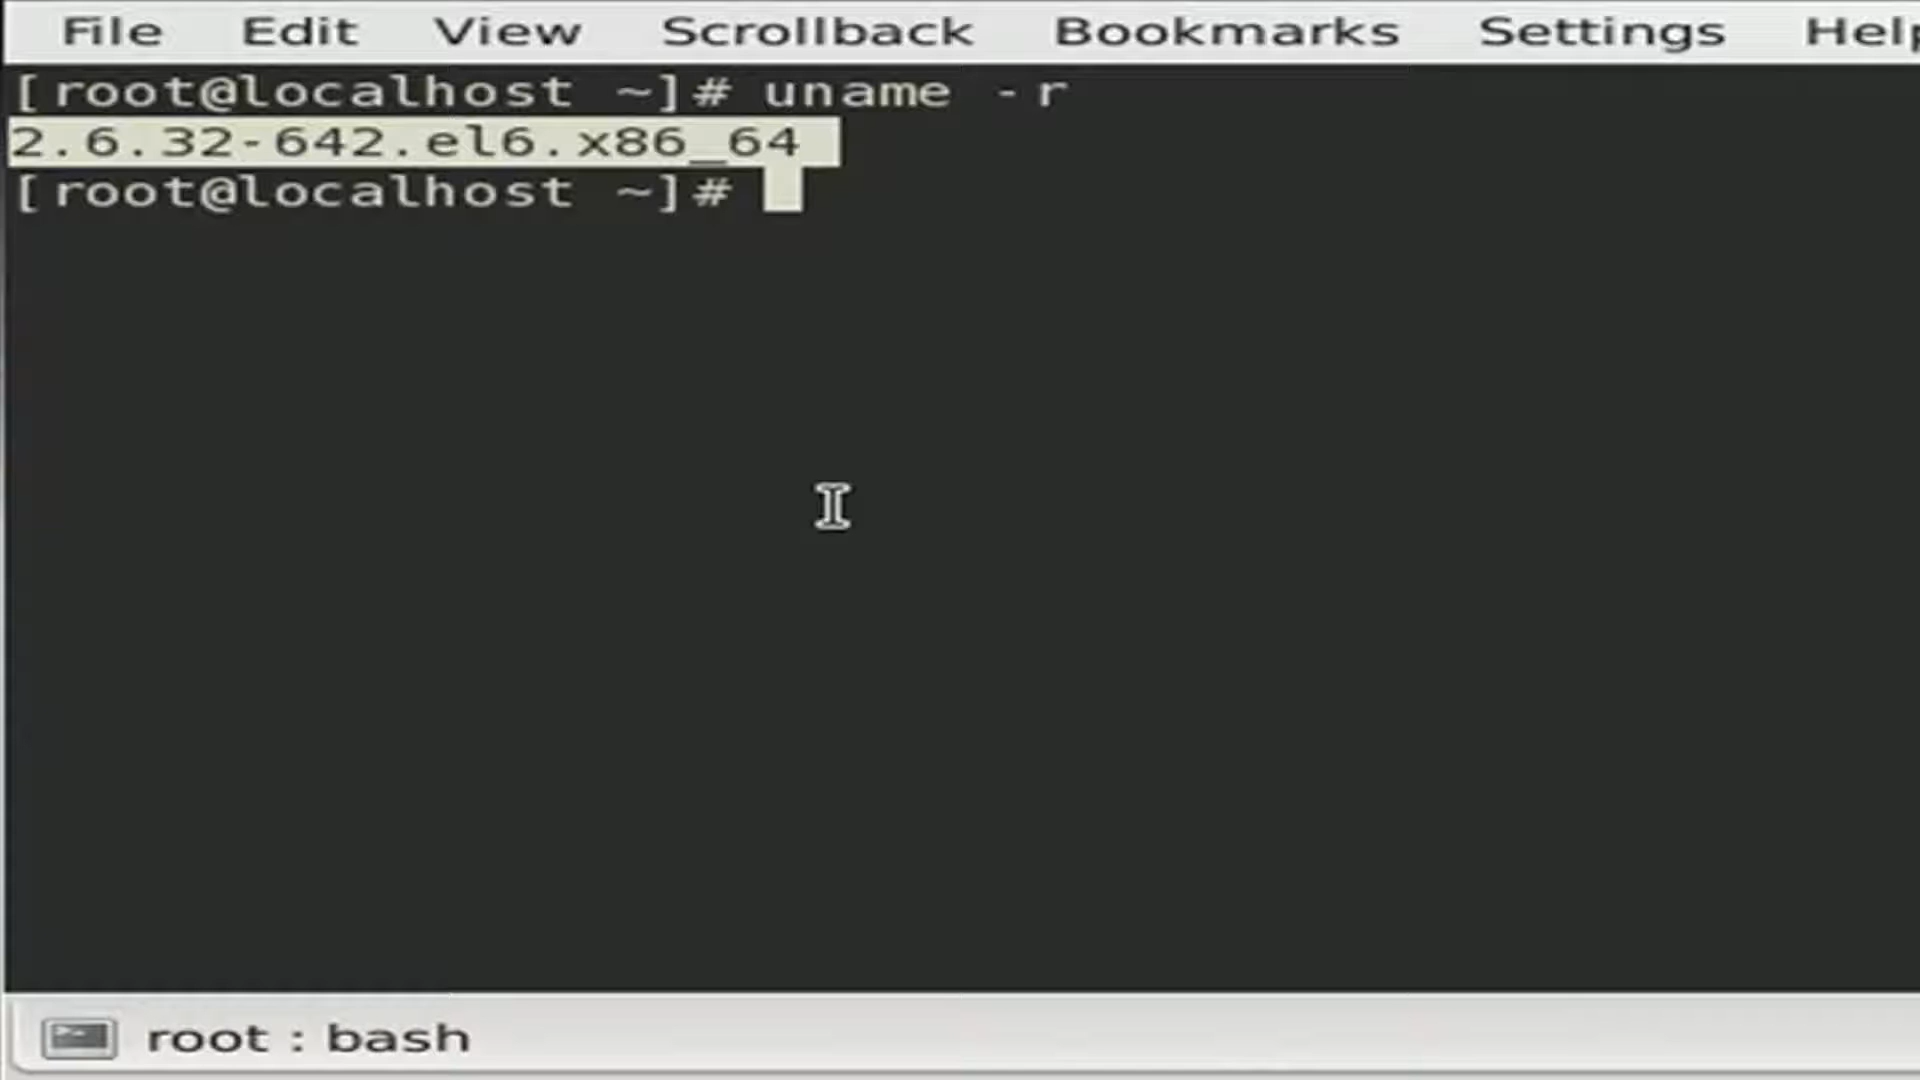 File Edit View Scrollback Bookmarks Settings Help
[root@localhost ~]# uname -r
2.6.32-642.el6.x86_64
[root@localhost ~]#
root : bash